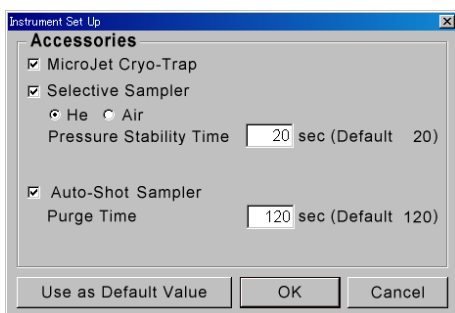 Instrument Set Up
Accessories
MicroJet Cryo-Trap
Selective Sampler
He Air
Pressure Stability Time 20 sec (Default 20)
Auto-Shot Sampler
Purge Time 120 sec (Default 120)
Use as Default Value OK Cancel